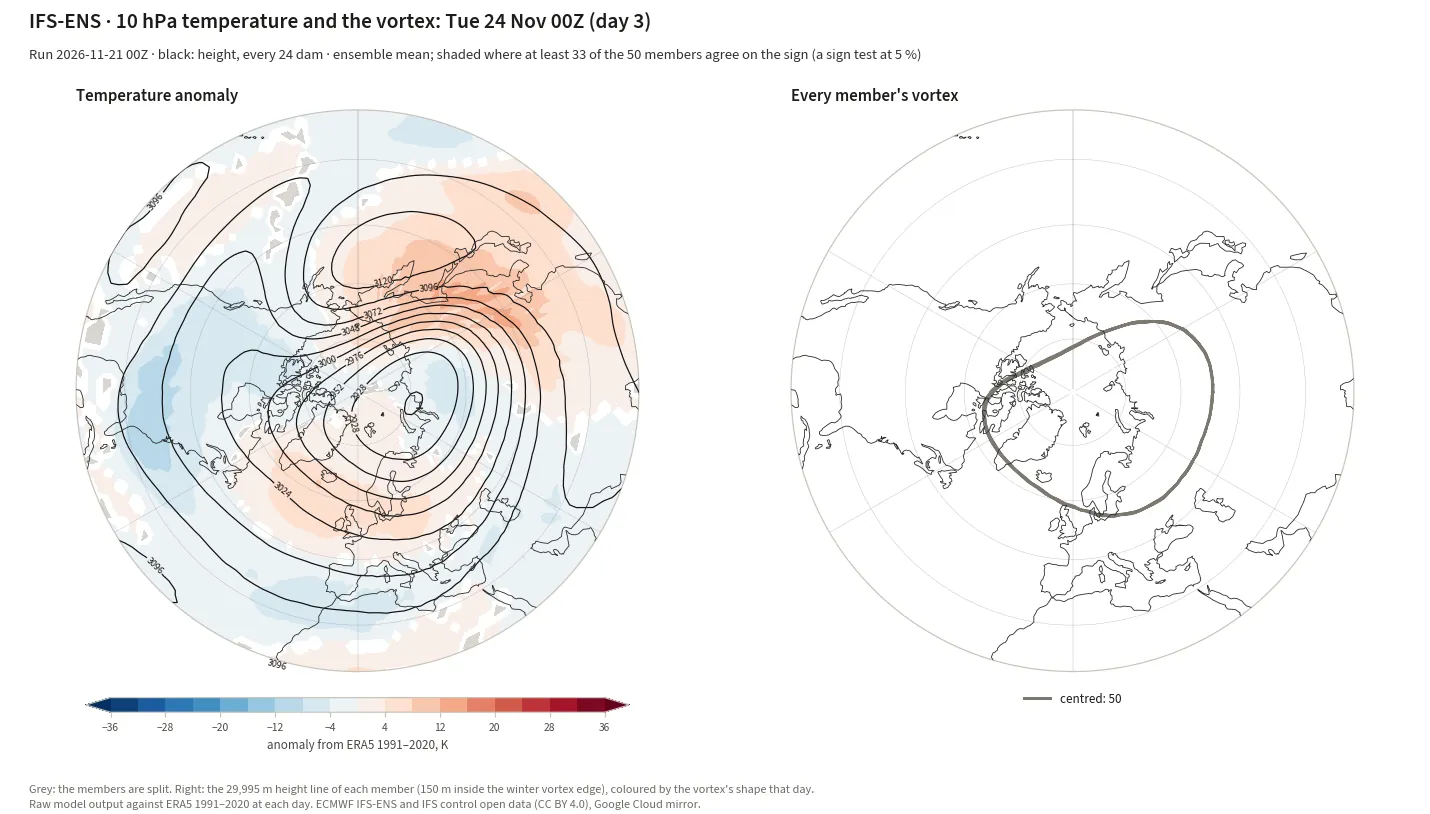 IFS-ENS · 10 hPa temperature and the vortex: Tue 24 Nov 00Z (day 3)
Run 2026-11-21 00Z · black: height, every 24 dam · ensemble mean; shaded where at least 33 of the 50 members agree on the sign (a sign test at 5 %)
Temperature anomaly
Every member's vortex
3096
3120
3096
3072
3048
3000
2976
2928
2928
3024
3096
3096
centred: 50
−36
−28
−20
−12
−4
4
12
20
28
36
anomaly from ERA5 1991–2020, K
Grey: the members are split. Right: the 29,995 m height line of each member (150 m inside the winter vortex edge), coloured by the vortex's shape that day.
Raw model output against ERA5 1991–2020 at each day. ECMWF IFS-ENS and IFS control open data (CC BY 4.0), Google Cloud mirror.